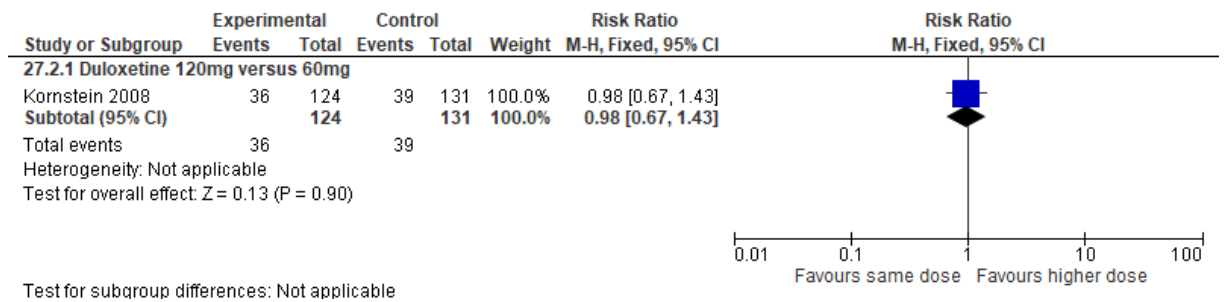 Experimental Control Risk Ratio Risk Ratio
Study or Subgroup Events Total Events Total Weight M-H, Fixed, 95% CI M-H, Fixed, 95% CI
27.2.1 Duloxetine 120mg versus 60mg
Kornstein 2008 36 124 39 131 100.0% 0.98 [0.67, 1.43]
Subtotal (95% CI) 124 131 100.0% 0.98 [0.67, 1.43]
Total events 36 39
Heterogeneity: Not applicable
Test for overall effect: Z = 0.13 (P = 0.90)
0.01 0.1 1 10 100
Favours same dose Favours higher dose
Test for subgroup differences: Not applicable